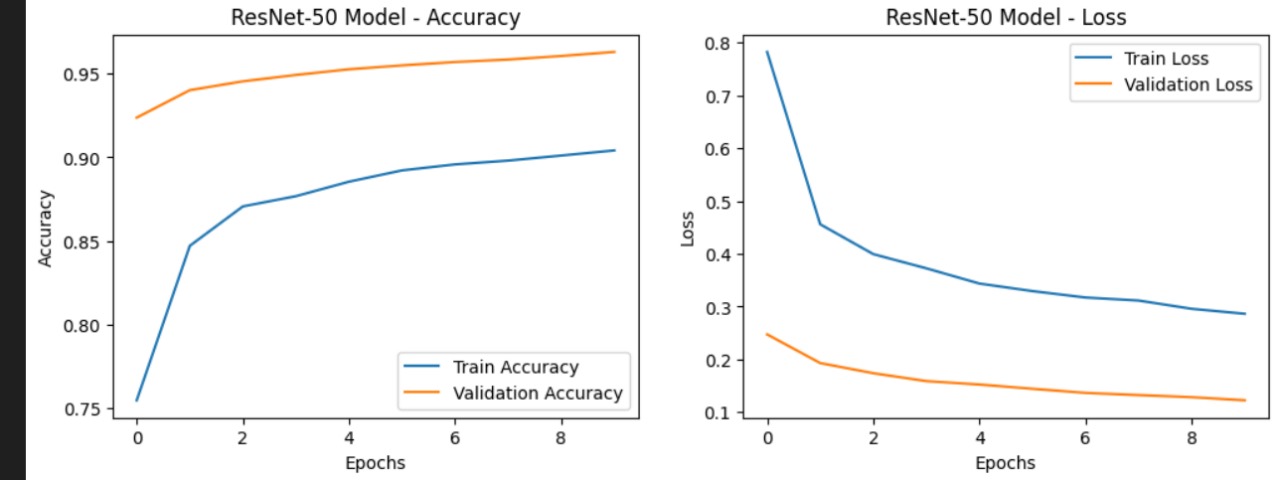 ResNet-50 Model - Accuracy
0.95
0.90
0.85
0.80
0.75
Accuracy
Train Accuracy
Validation Accuracy
0 2 4 6 8
Epochs
ResNet-50 Model - Loss
0.8
0.7
0.6
0.5
0.4
0.3
0.2
0.1
Loss
Train Loss
Validation Loss
0 2 4 6 8
Epochs